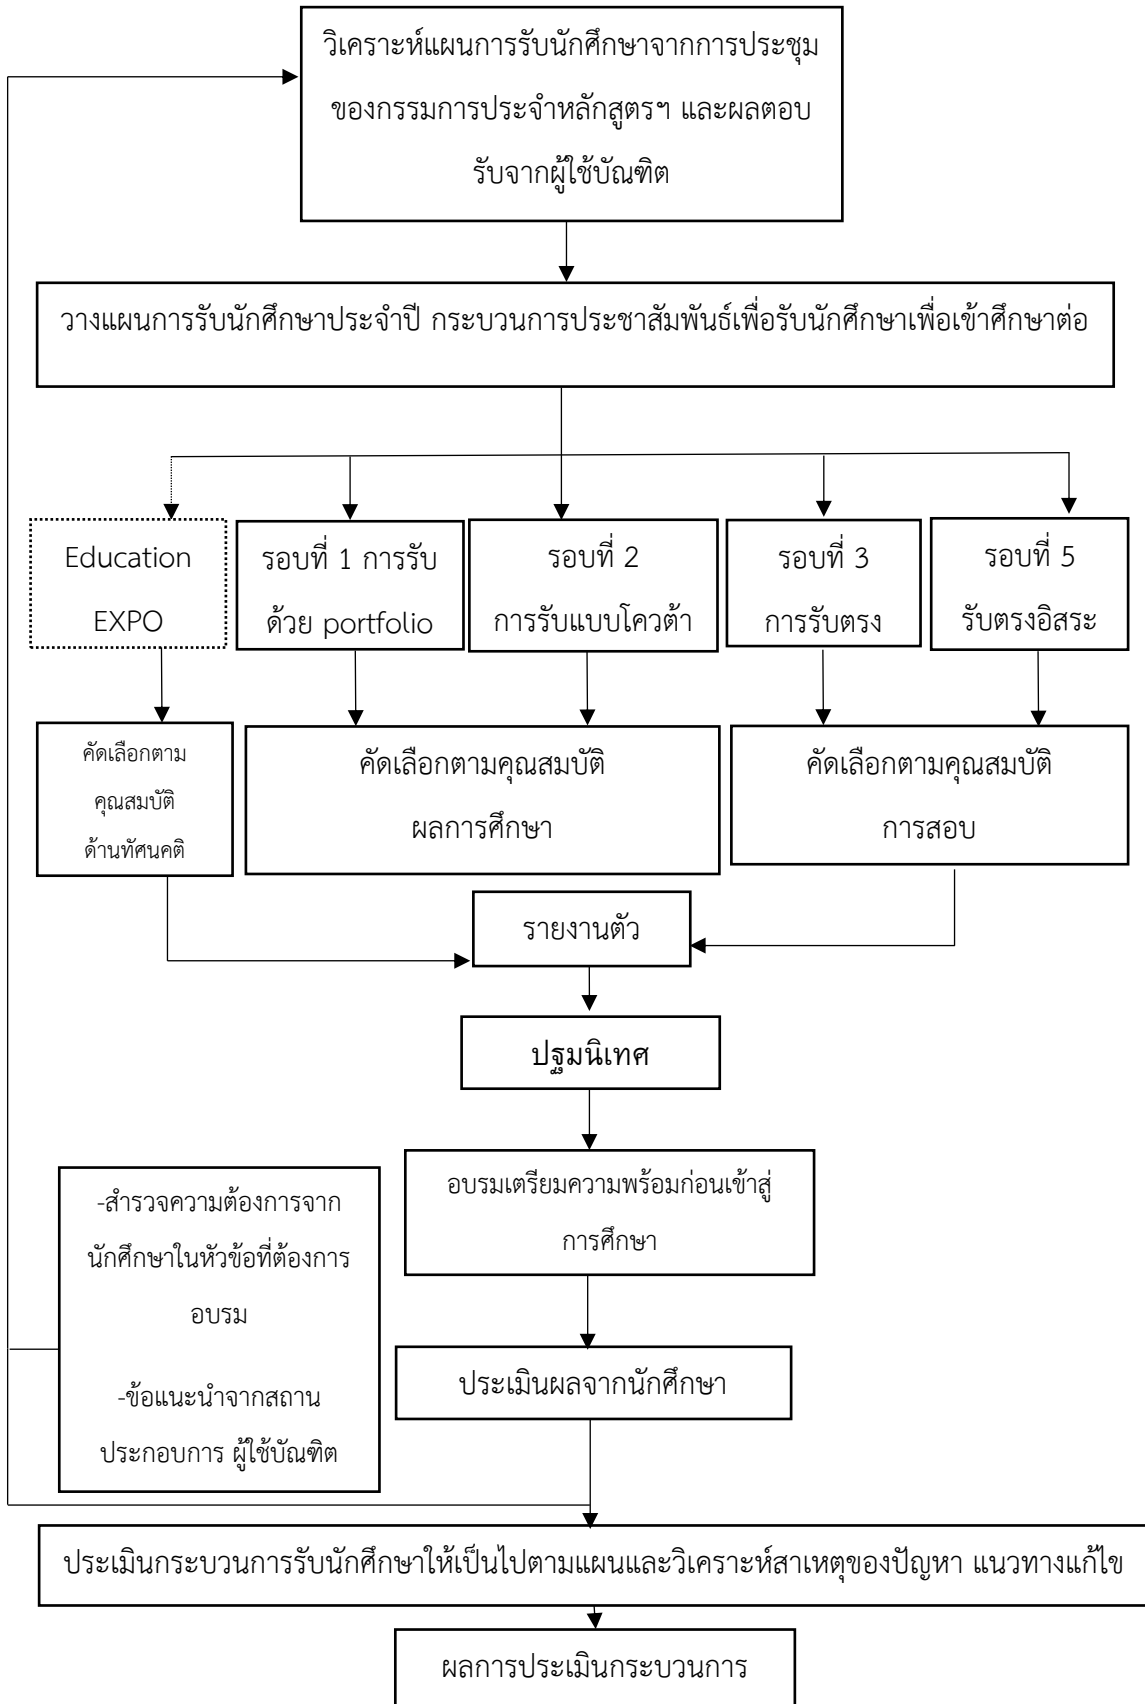 วิเคราะห์แผนการรับนักศึกษาจากการประชุม
ของกรรมการประจำหลักสูตรฯ และผลตอบ
รับจากผู้ใช้บัณฑิต
วางแผนการรับนักศึกษาประจำปี กระบวนการประชาสัมพันธ์เพื่อรับนักศึกษาเพื่อเข้าศึกษาต่อ
Education
EXPO
รอบที่ 1 การรับ
ด้วย portfolio
รอบที่ 2
การรับแบบโควต้า
รอบที่ 3
การรับตรง
รอบที่ 5
รับตรงอิสระ
คัดเลือกตาม
คุณสมบัติ
ด้านทัศนคติ
คัดเลือกตามคุณสมบัติ
ผลการศึกษา
คัดเลือกตามคุณสมบัติ
การสอบ
รายงานตัว
ปฐมนิเทศ
อบรมเตรียมความพร้อมก่อนเข้าสู่
การศึกษา
-สำรวจความต้องการจาก
นักศึกษาในหัวข้อที่ต้องการ
อบรม
-ข้อแนะนำจากสถาน
ประกอบการ ผู้ใช้บัณฑิต
ประเมินผลจากนักศึกษา
ประเมินกระบวนการรับนักศึกษาให้เป็นไปตามแผนและวิเคราะห์สาเหตุของปัญหา แนวทางแก้ไข
ผลการประเมินกระบวนการ